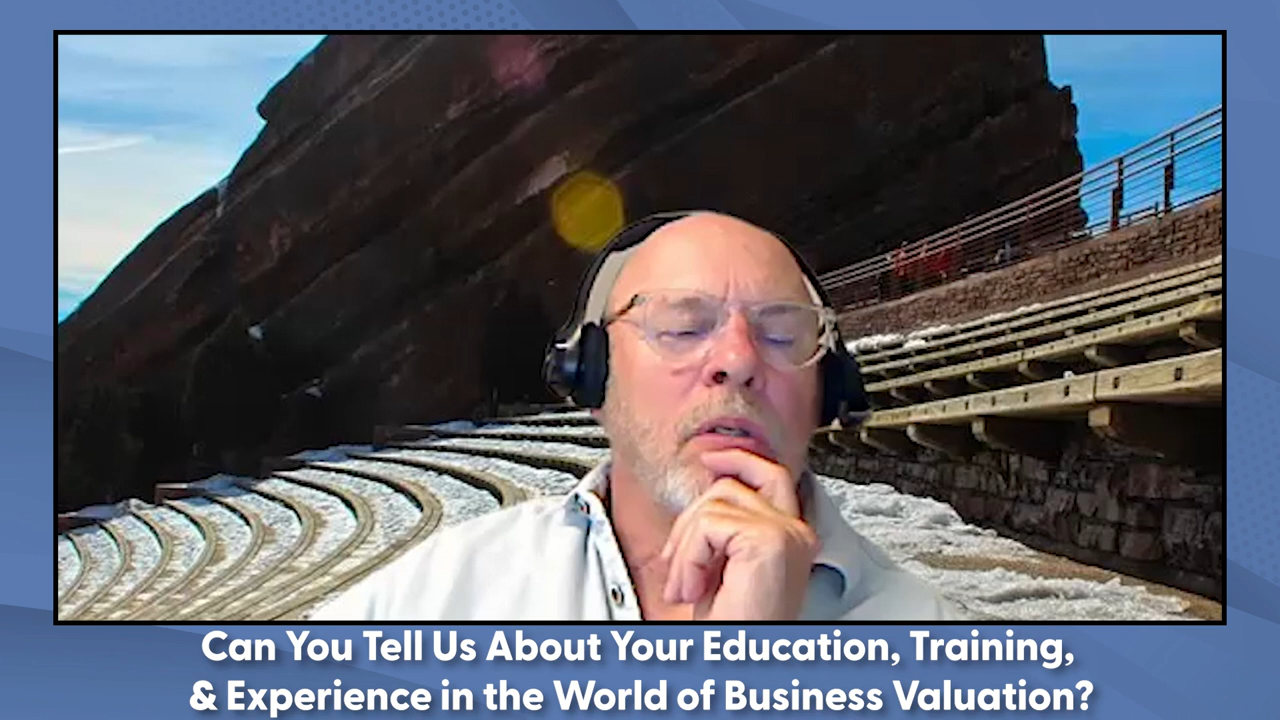 Can You Tell Us About Your Education, Training,
& Experience in the World of Business Valuation?